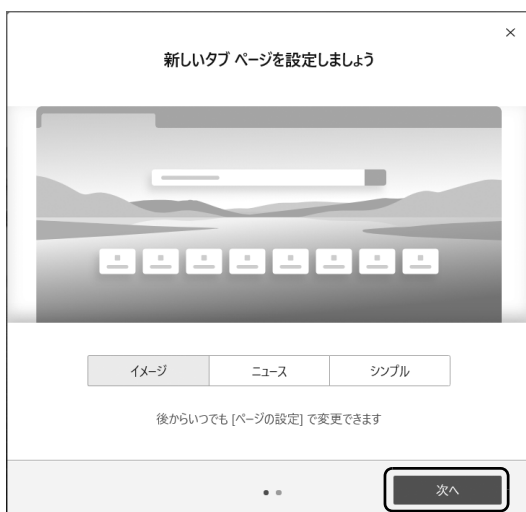 新しいタブ ページを設定しましょう
イメージ
ニュース
シンプル
後からいつでも [ページの設定] で変更できます
次へ